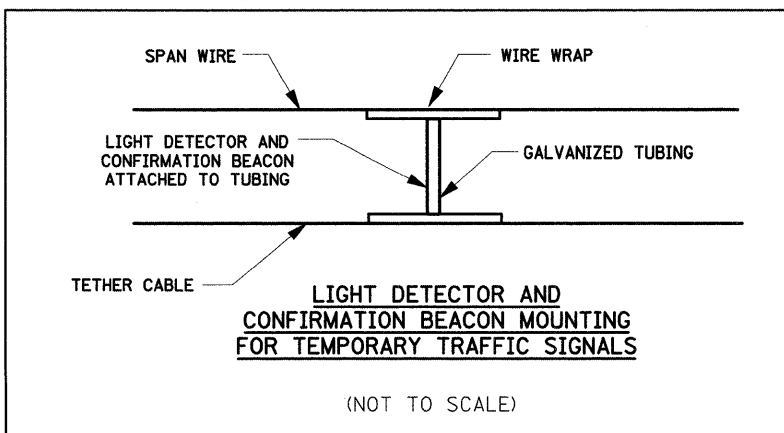 SPAN WIRE
WIRE WRAP
LIGHT DETECTOR AND
CONFIRMATION BEACON
ATTACHED TO TUBING
GALVANIZED TUBING
TETHER CABLE
LIGHT DETECTOR AND
CONFIRMATION BEACON MOUNTING
FOR TEMPORARY TRAFFIC SIGNALS
(NOT TO SCALE)